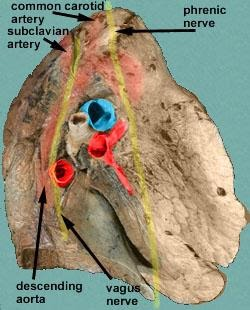 common carotid
artery
subclavian
artery
phrenic
nerve
descending
aorta
vagus
nerve